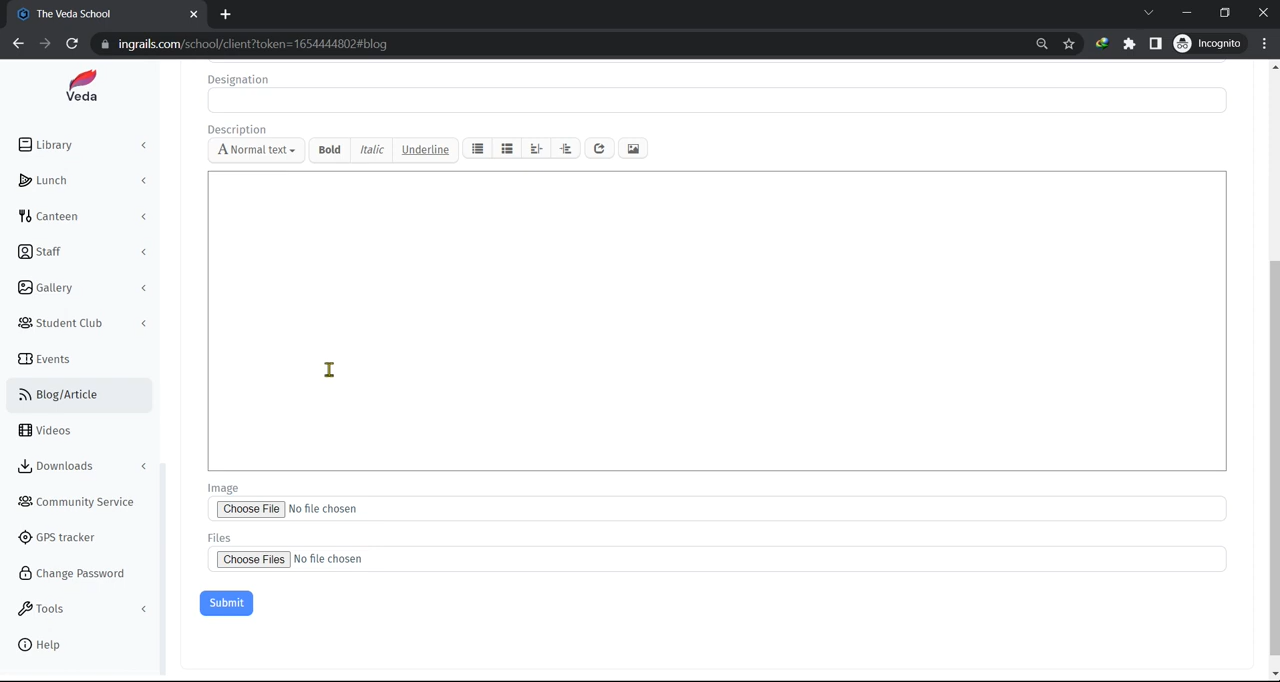 The Veda School
ingrails.com/school/client?token=1654444802#blog
Incognito
Veda
Library
Lunch
Canteen
Staff
Gallery
Student Club
Events
Blog/Article
Videos
Downloads
Community Service
GPS tracker
Change Password
Tools
Help
Designation
Description
A Normal text
Bold
Italic
Underline
Image
Choose File No file chosen
Files
Choose Files No file chosen
Submit